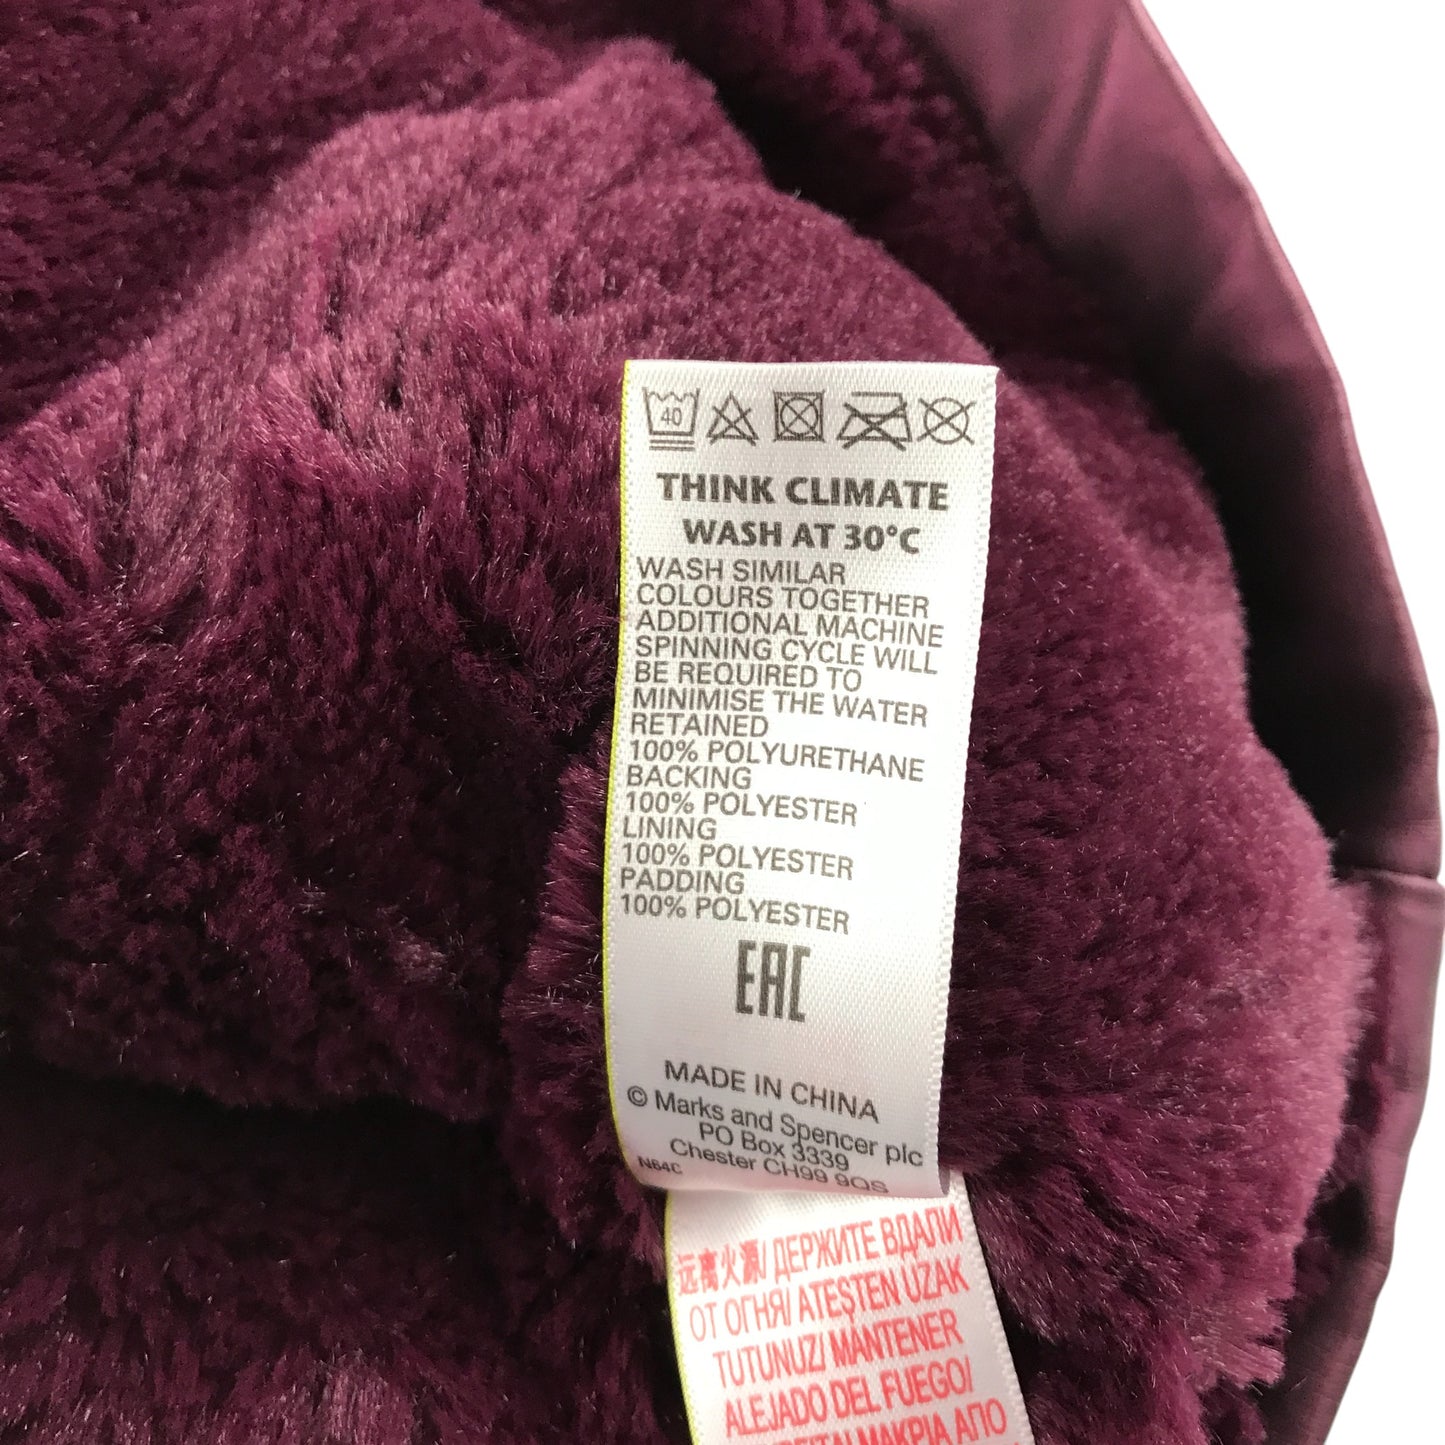 40
THINK CLIMATE
WASH AT 30°C
WASH SIMILAR
COLOURS TOGETHER
ADDITIONAL MACHINE
SPINNING CYCLE WILL
BE REQUIRED TO
MINIMISE THE WATER
RETAINED
100% POLYURETHANE
BACKING
100% POLYESTER
LINING
100% POLYESTER
PADDING
100% POLYESTER
EAC
MADE IN CHINA
© Marks and Spencer plc
PO Box 3339
Chester CH99 9QS
N64C
远离火源/ ДЕРЖИТЕ ВДАЛИ
ОТ ОГНЯ/ ATEŞTEN UZAK
TUTUNUZ/ MANTENER
ALEJADO DEL FUEGO/
ΜΑΚΡΙΑ ΑΠΟ